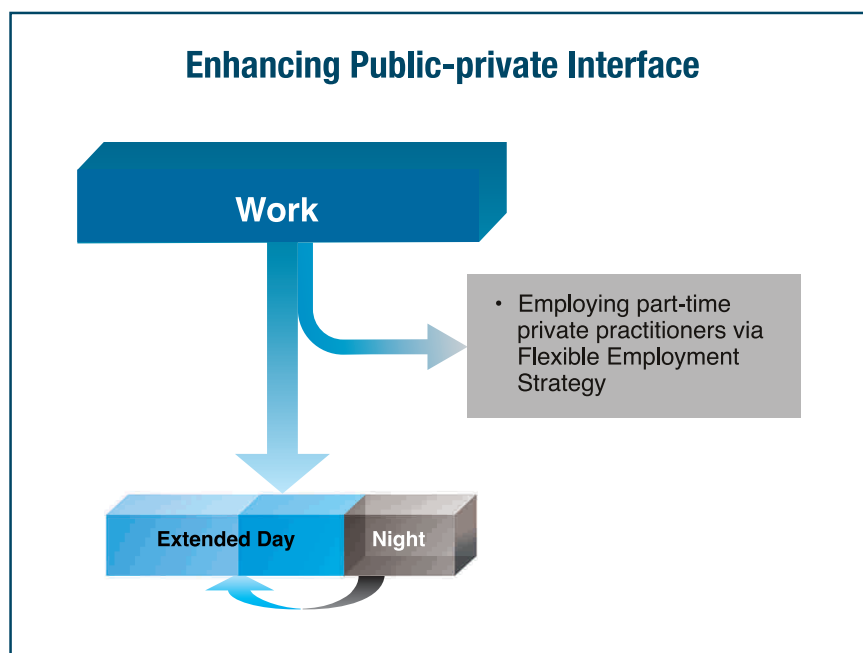 Enhancing Public-private Interface
Work
• Employing part-time
private practitioners via
Flexible Employment
Strategy
Extended Day
Night